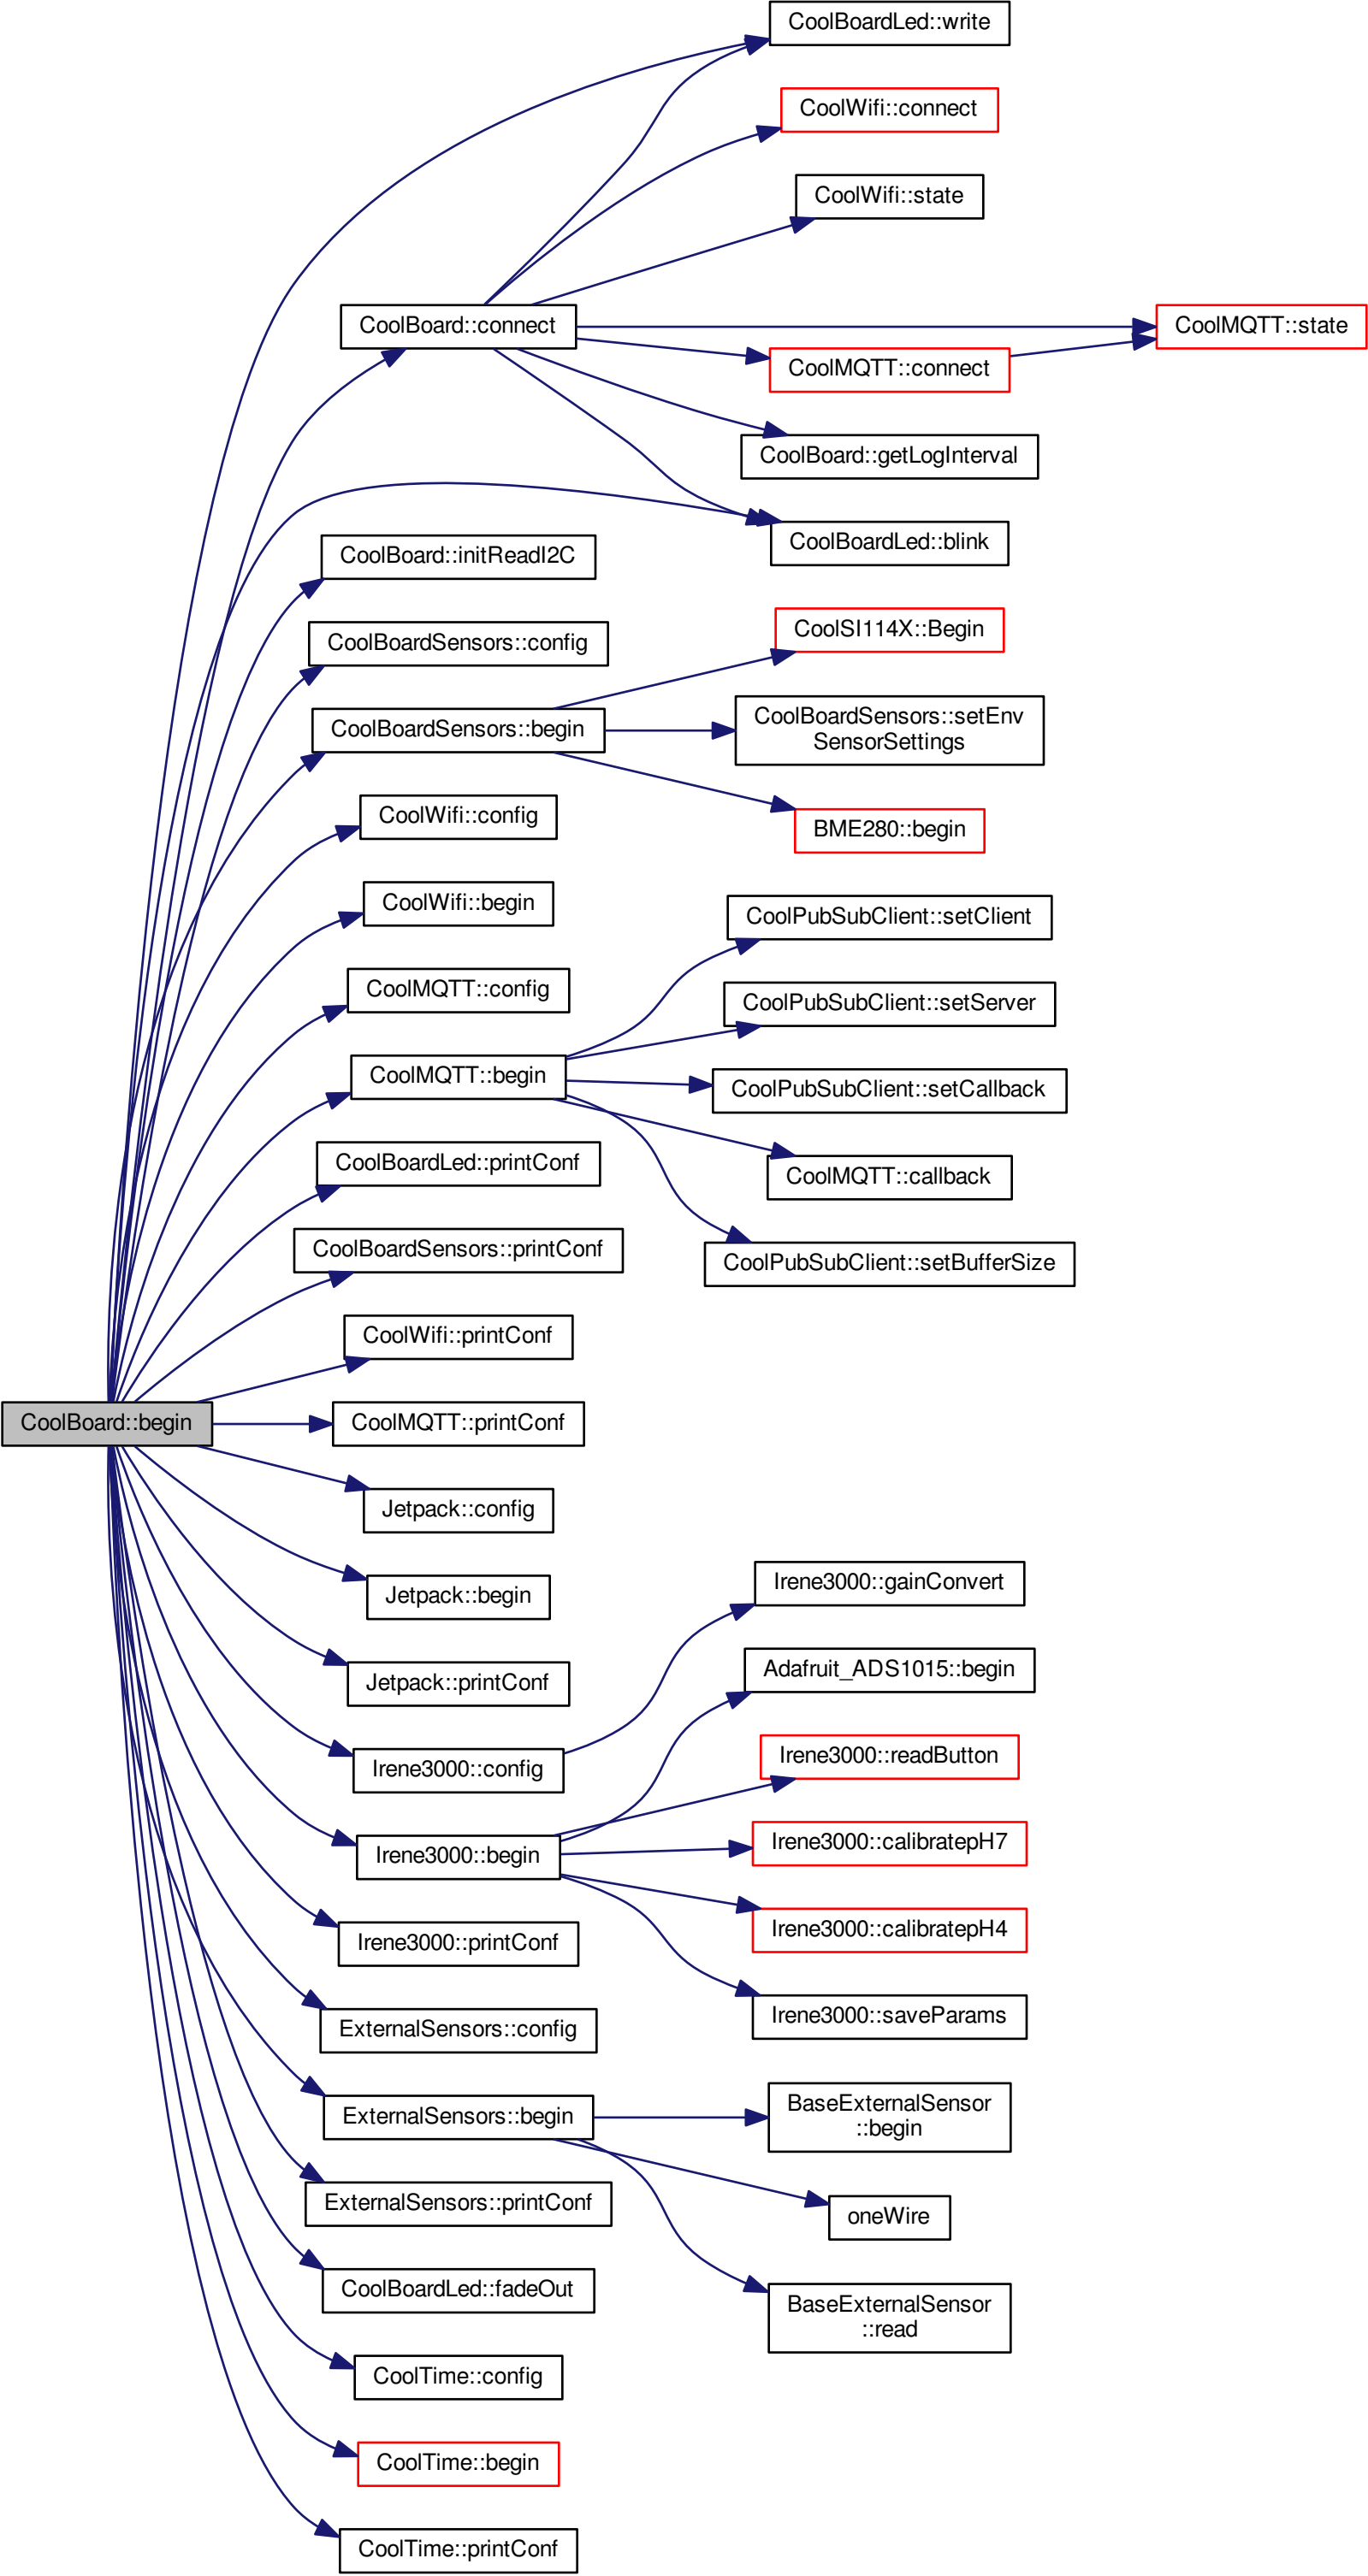 CoolBoardLed::write
CoolWifi::connect
CoolWifi::state
CoolBoard::connect
CoolMQTT::state
CoolMQTT::connect
CoolBoard::getLogInterval
CoolBoardLed::blink
CoolBoard::initReadI2C
CoolSI114X::Begin
CoolBoardSensors::config
CoolBoardSensors::setEnv
SensorSettings
CoolBoardSensors::begin
CoolWifi::config
BME280::begin
CoolWifi::begin
CoolPubSubClient::setClient
CoolMQTT::config
CoolPubSubClient::setServer
CoolMQTT::begin
CoolPubSubClient::setCallback
CoolBoardLed::printConf
CoolMQTT::callback
CoolBoardSensors::printConf
CoolPubSubClient::setBufferSize
CoolWifi::printConf
CoolBoard::begin
CoolMQTT::printConf
Jetpack::config
Jetpack::begin
Irene3000::gainConvert
Jetpack::printConf
Adafruit_ADS1015::begin
Irene3000::config
Irene3000::readButton
Irene3000::begin
Irene3000::calibratepH7
Irene3000::printConf
Irene3000::calibratepH4
ExternalSensors::config
Irene3000::saveParams
ExternalSensors::begin
BaseExternalSensor
::begin
ExternalSensors::printConf
oneWire
CoolBoardLed::fadeOut
BaseExternalSensor
::read
CoolTime::config
CoolTime::begin
CoolTime::printConf